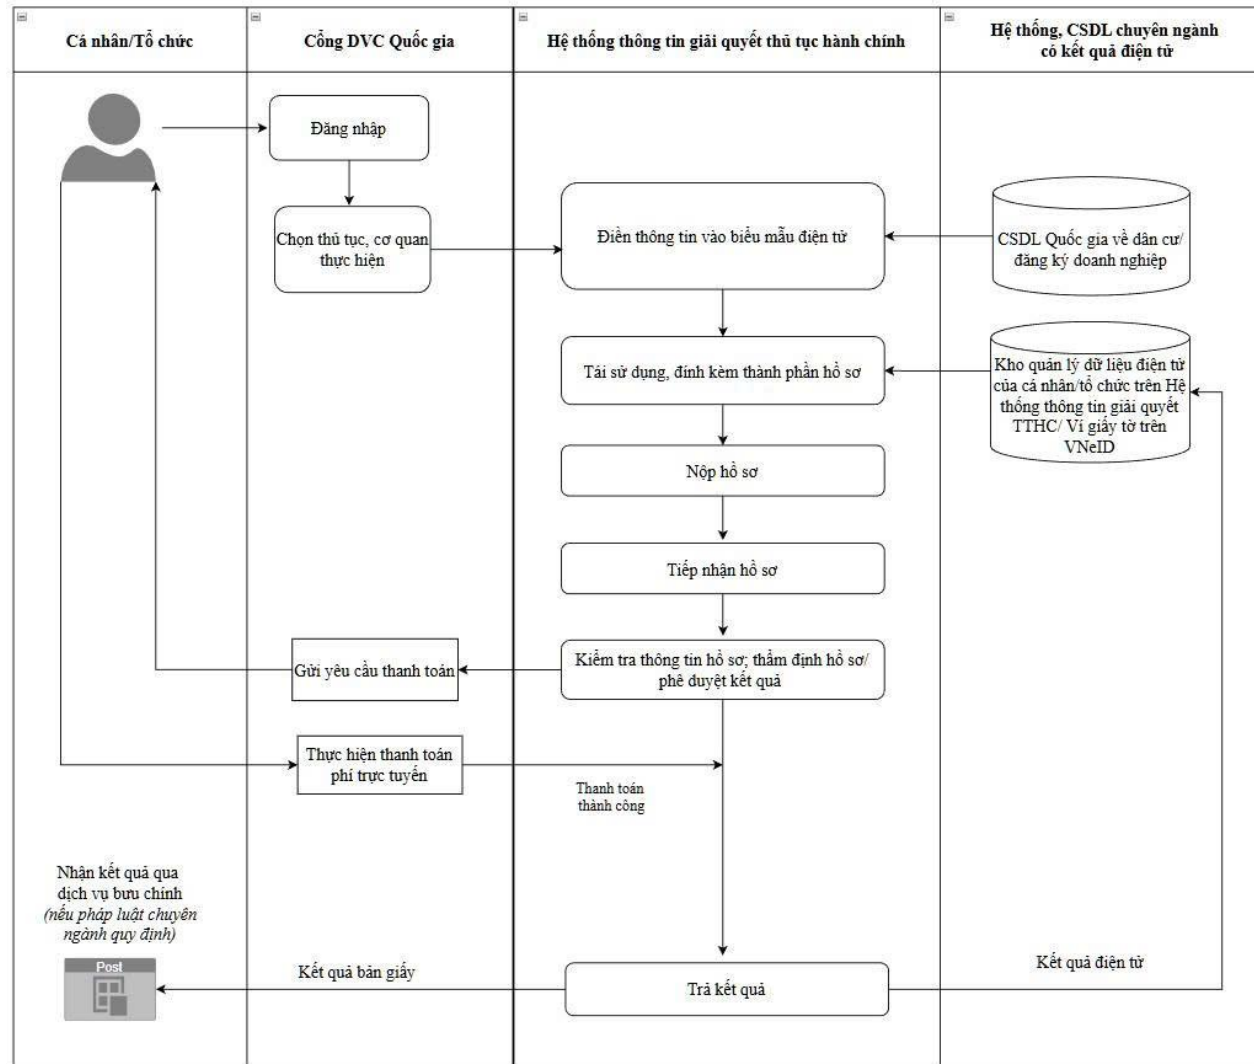 Cá nhân/Tổ chức
Cổng DVC Quốc gia
Hệ thống thông tin giải quyết thủ tục hành chính
Hệ thống, CSDL chuyên ngành
có kết quả điện tử
Đăng nhập
Chọn thủ tục, cơ quan
thực hiện
Điền thông tin vào biểu mẫu điện tử
CSDL Quốc gia về dân cư/
đăng ký doanh nghiệp
Tái sử dụng, đính kèm thành phần hồ sơ
Kho quản lý dữ liệu điện tử
của cá nhân/tổ chức trên Hệ
thống thông tin giải quyết
TTHC/ Ví giấy tờ trên
VNeID
Nộp hồ sơ
Tiếp nhận hồ sơ
Kiểm tra thông tin hồ sơ; thẩm định hồ sơ/
phê duyệt kết quả
Gửi yêu cầu thanh toán
Thực hiện thanh toán
phí trực tuyến
Thanh toán
thành công
Nhận kết quả qua
dịch vụ bưu chính
(nếu pháp luật chuyên
ngành quy định)
Post
Kết quả bản giấy
Trả kết quả
Kết quả điện tử